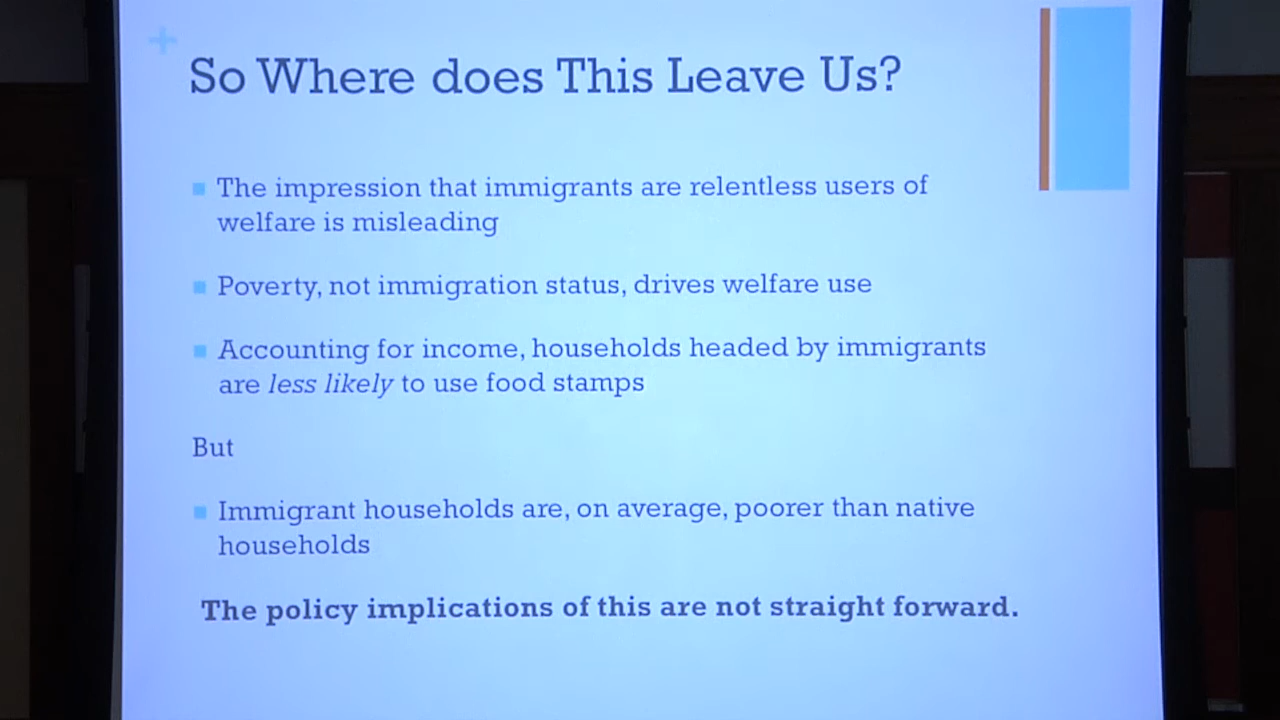 So Where does This Leave Us?
The impression that immigrants are relentless users of
welfare is misleading
Poverty, not immigration status, drives welfare use
Accounting for income, households headed by immigrants
are less likely to use food stamps
But
Immigrant households are, on average, poorer than native
households
The policy implications of this are not straight forward.